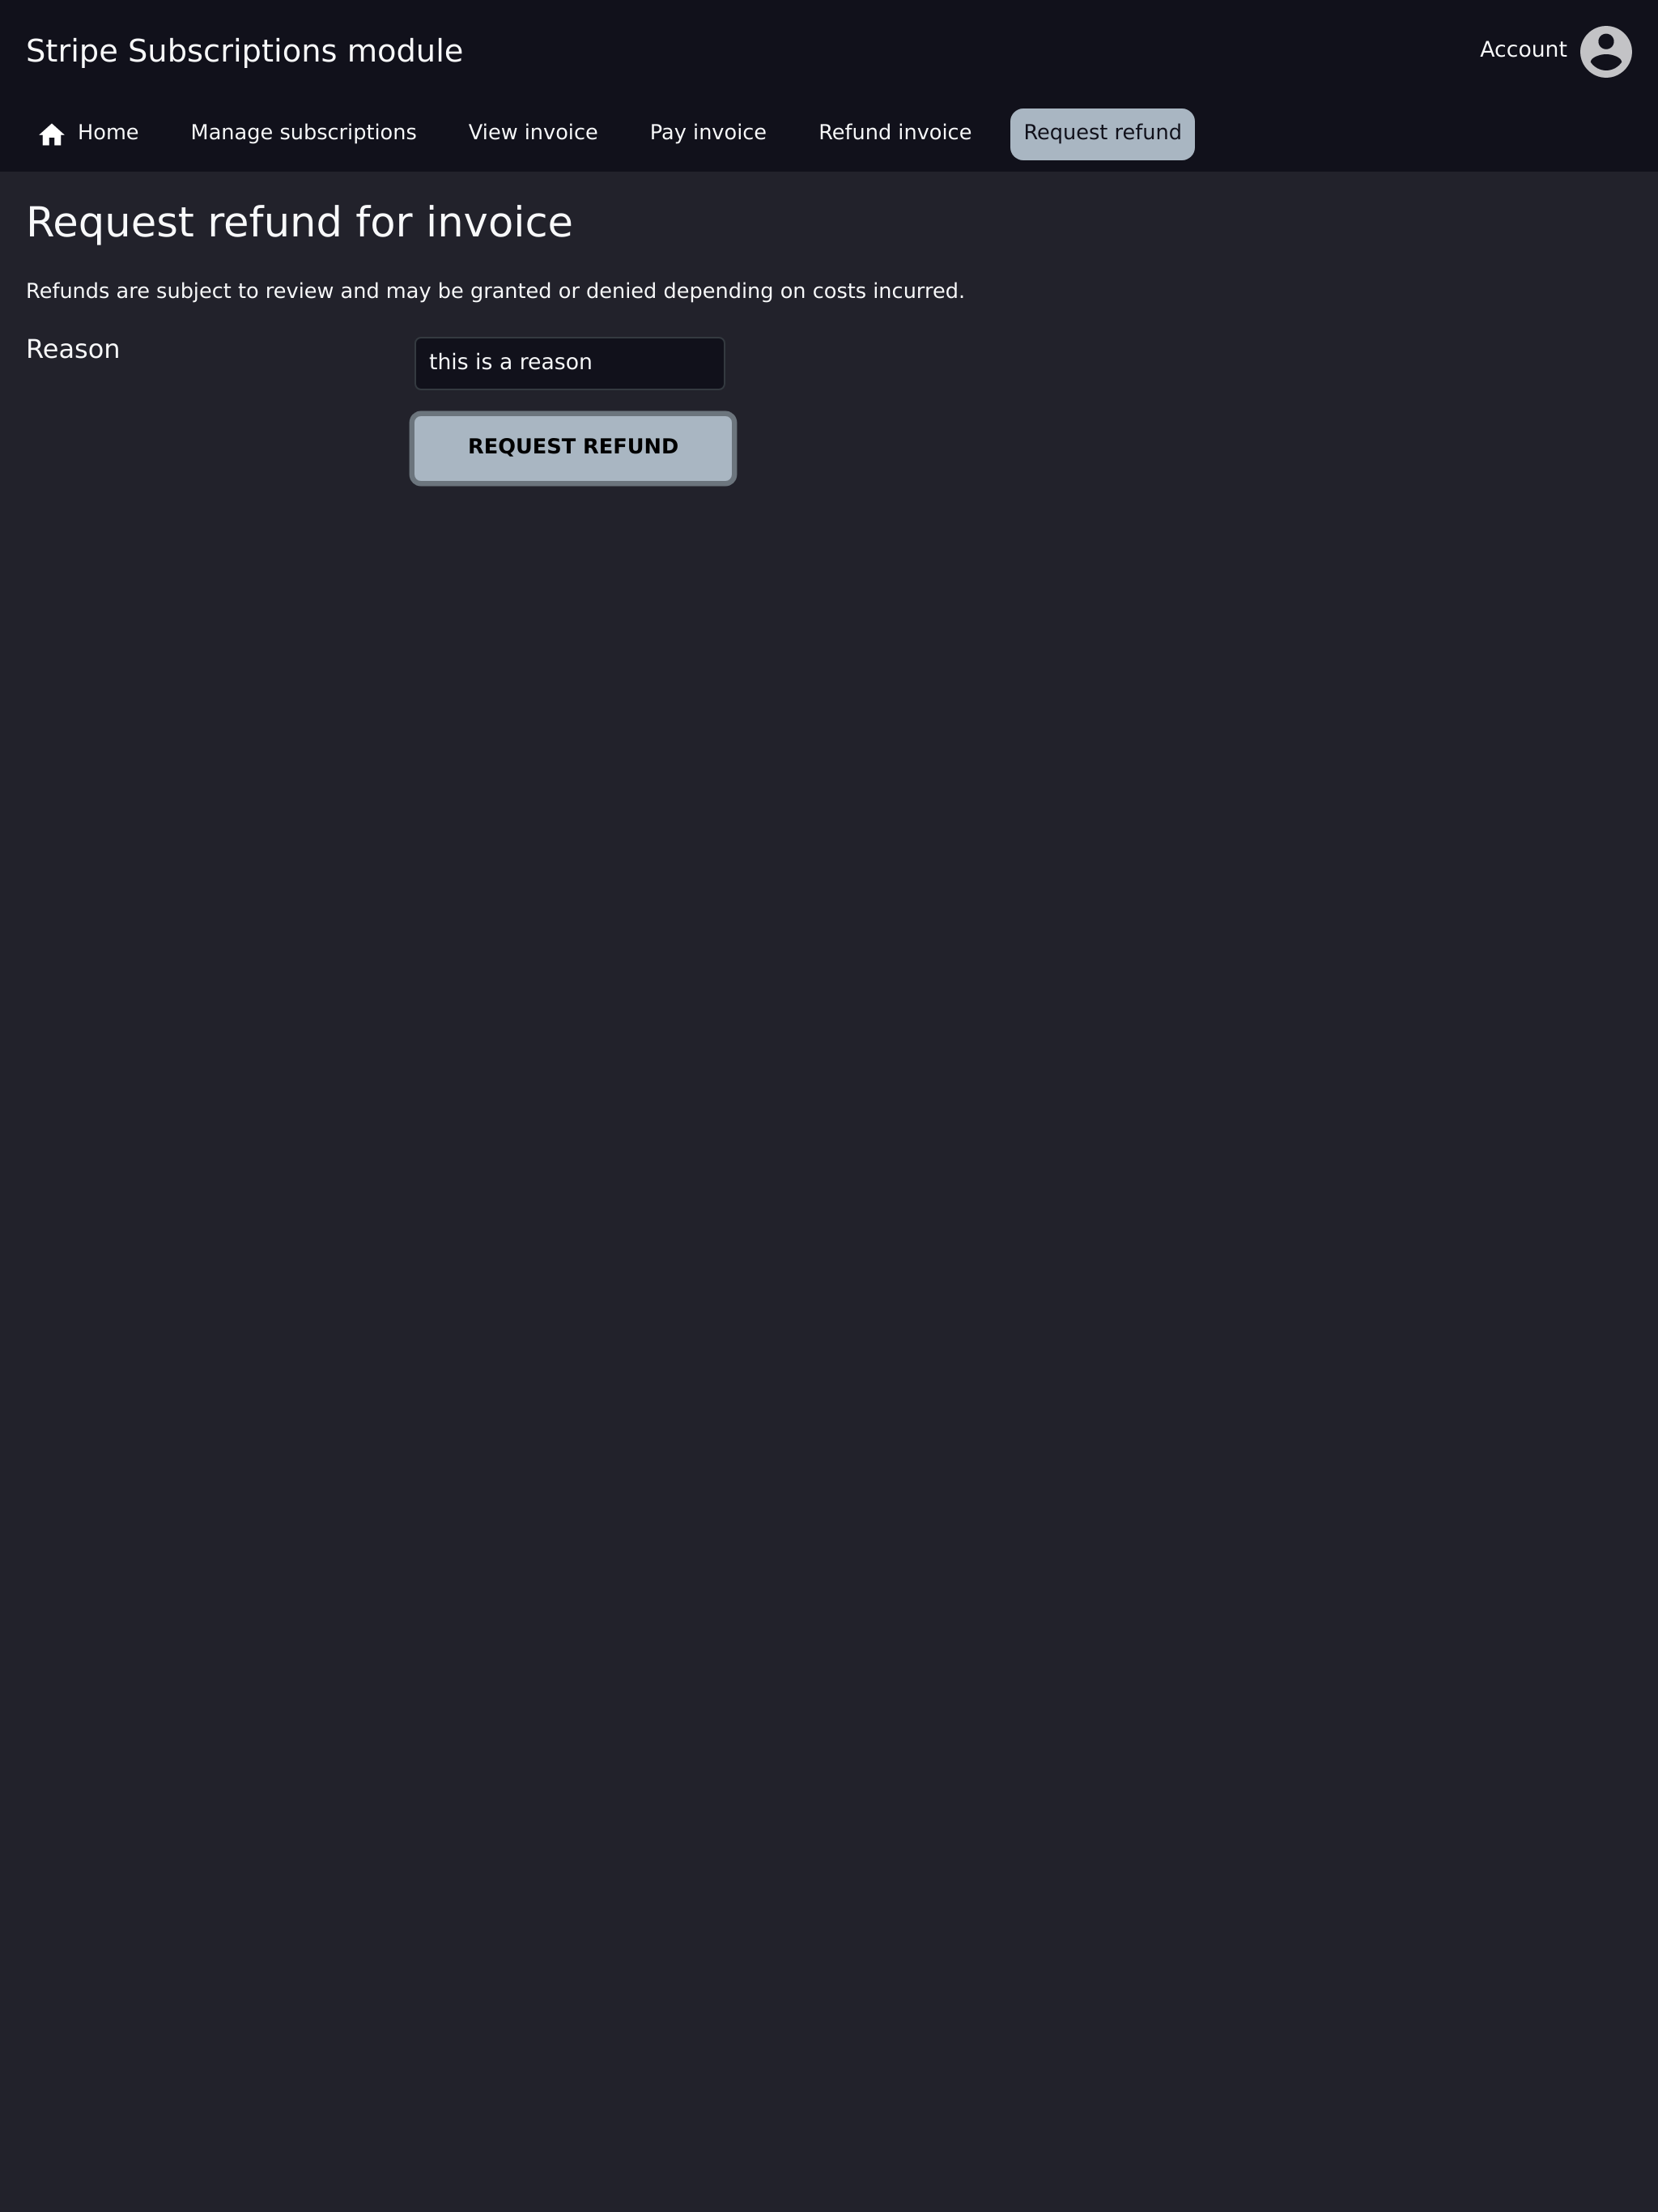 Stripe Subscriptions module
Account
Home Manage subscriptions View invoice Pay invoice Refund invoice Request refund
Request refund for invoice
Refunds are subject to review and may be granted or denied depending on costs incurred.
Reason
this is a reason
REQUEST REFUND